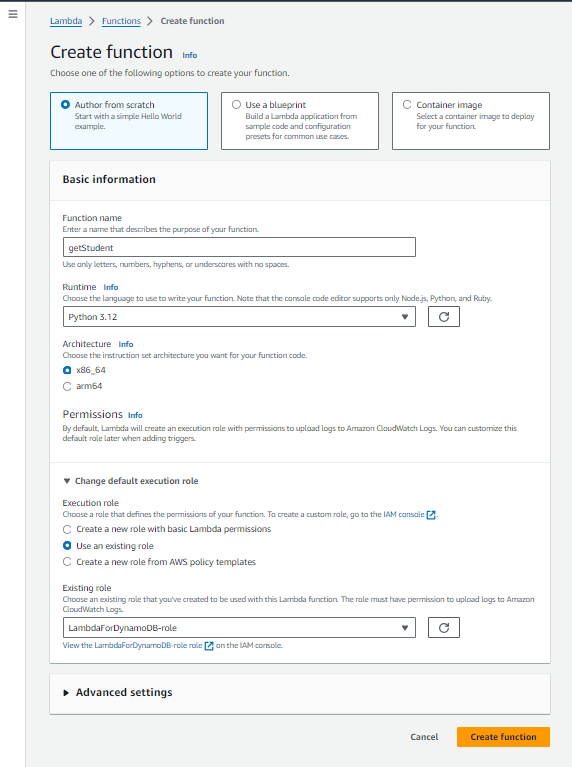 Lambda > Functions > Create function
Create function Info
Choose one of the following options to create your function.
Author from scratch
Start with a simple Hello World
example.
Use a blueprint
Build a Lambda application from
sample code and configuration
presets for common use cases.
Container image
Select a container image to deploy
for your function.
Basic information
Function name
Enter a name that describes the purpose of your function.
getStudent
Use only letters, numbers, hyphens, or underscores with no spaces.
Runtime Info
Choose the language to use to write your function. Note that the console code editor supports only Node.js, Python, and Ruby.
Python 3.12
Architecture Info
Choose the instruction set architecture you want for your function code.
x86_64
arm64
Permissions Info
By default, Lambda will create an execution role with permissions to upload logs to Amazon CloudWatch Logs. You can customize this
default role later when adding triggers.
Change default execution role
Execution role
Choose a role that defines the permissions of your function. To create a custom role, go to the IAM console.
Create a new role with basic Lambda permissions
Use an existing role
Create a new role from AWS policy templates
Existing role
Choose an existing role that you've created to be used with this Lambda function. The role must have permission to upload logs to Amazon
CloudWatch Logs.
LambdaForDynamoDB-role
View the LambdaForDynamoDB-role role on the IAM console.
Advanced settings
Cancel
Create function